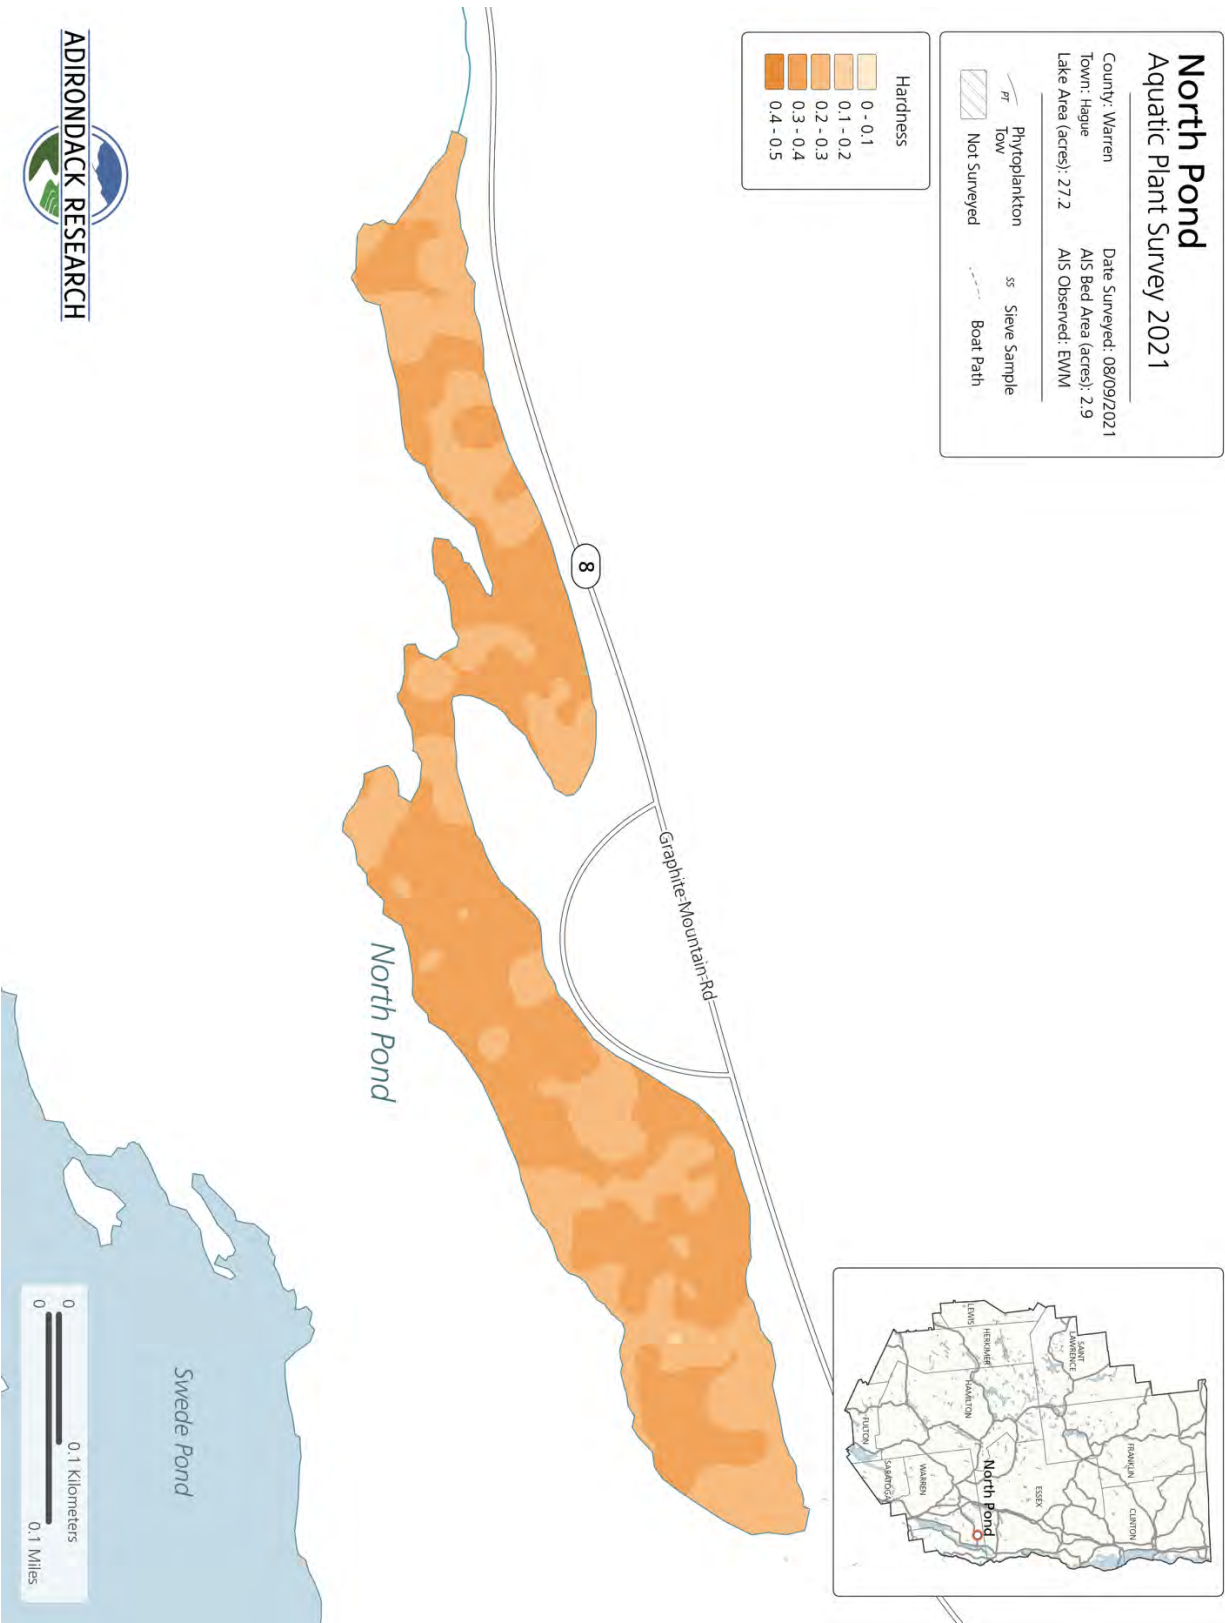 North Pond
Aquatic Plant Survey 2021
County: Warren
Date Surveyed: 08/09/2021
Town: Hague
AIS Bed Area (acres): 2.9
Lake Area (acres): 27.2
AIS Observed: EWM
PT
Phytoplankton
Tow
SS
Sieve Sample
Not Surveyed
Boat Path
Hardness
0 - 0.1
0.1 - 0.2
0.2 - 0.3
0.3 - 0.4
0.4 - 0.5
8
Graphite-Mountain-Rd
North Pond
Swede Pond
SAINT
LAWRENCE
FRANKLIN
CLINTON
ESSEX
LEWIS
HERKIMER
HAMILTON
North Pond
WARREN
FULTON
SARATOGA
0
0.1 Kilometers
0
0.1 Miles
ADIRONDACK RESEARCH